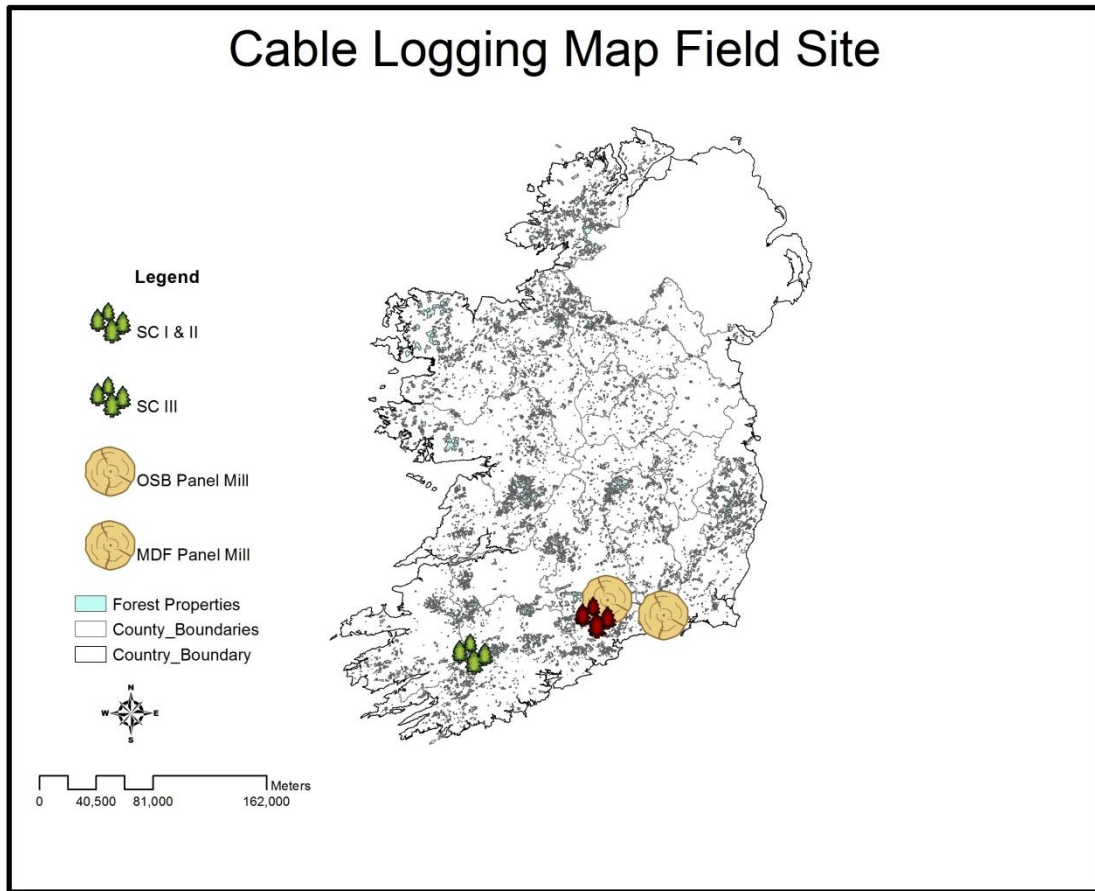 Cable Logging Map Field Site
Legend
SC I & II
SC III
OSB Panel Mill
MDF Panel Mill
Forest Properties
County_Boundaries
Country_Boundary
N
W E
S
Meters
0 40,500 81,000 162,000